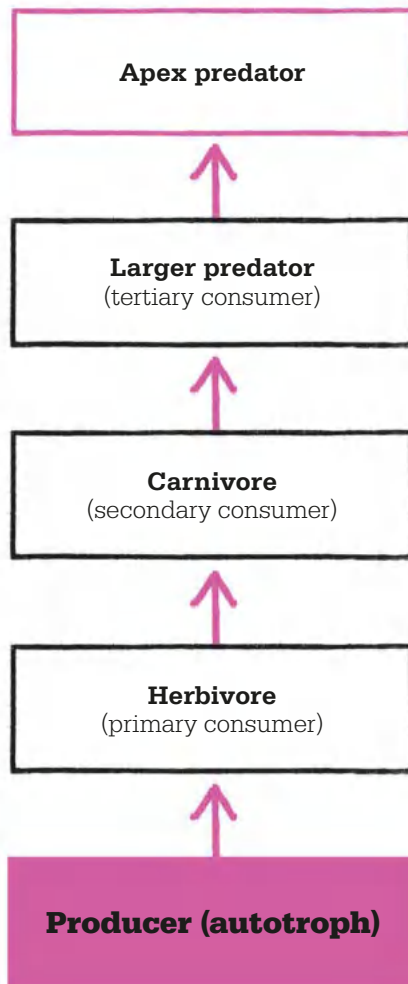 Apex predator
Larger predator
(tertiary consumer)
Carnivore
(secondary consumer)
Herbivore
(primary consumer)
Producer (autotroph)